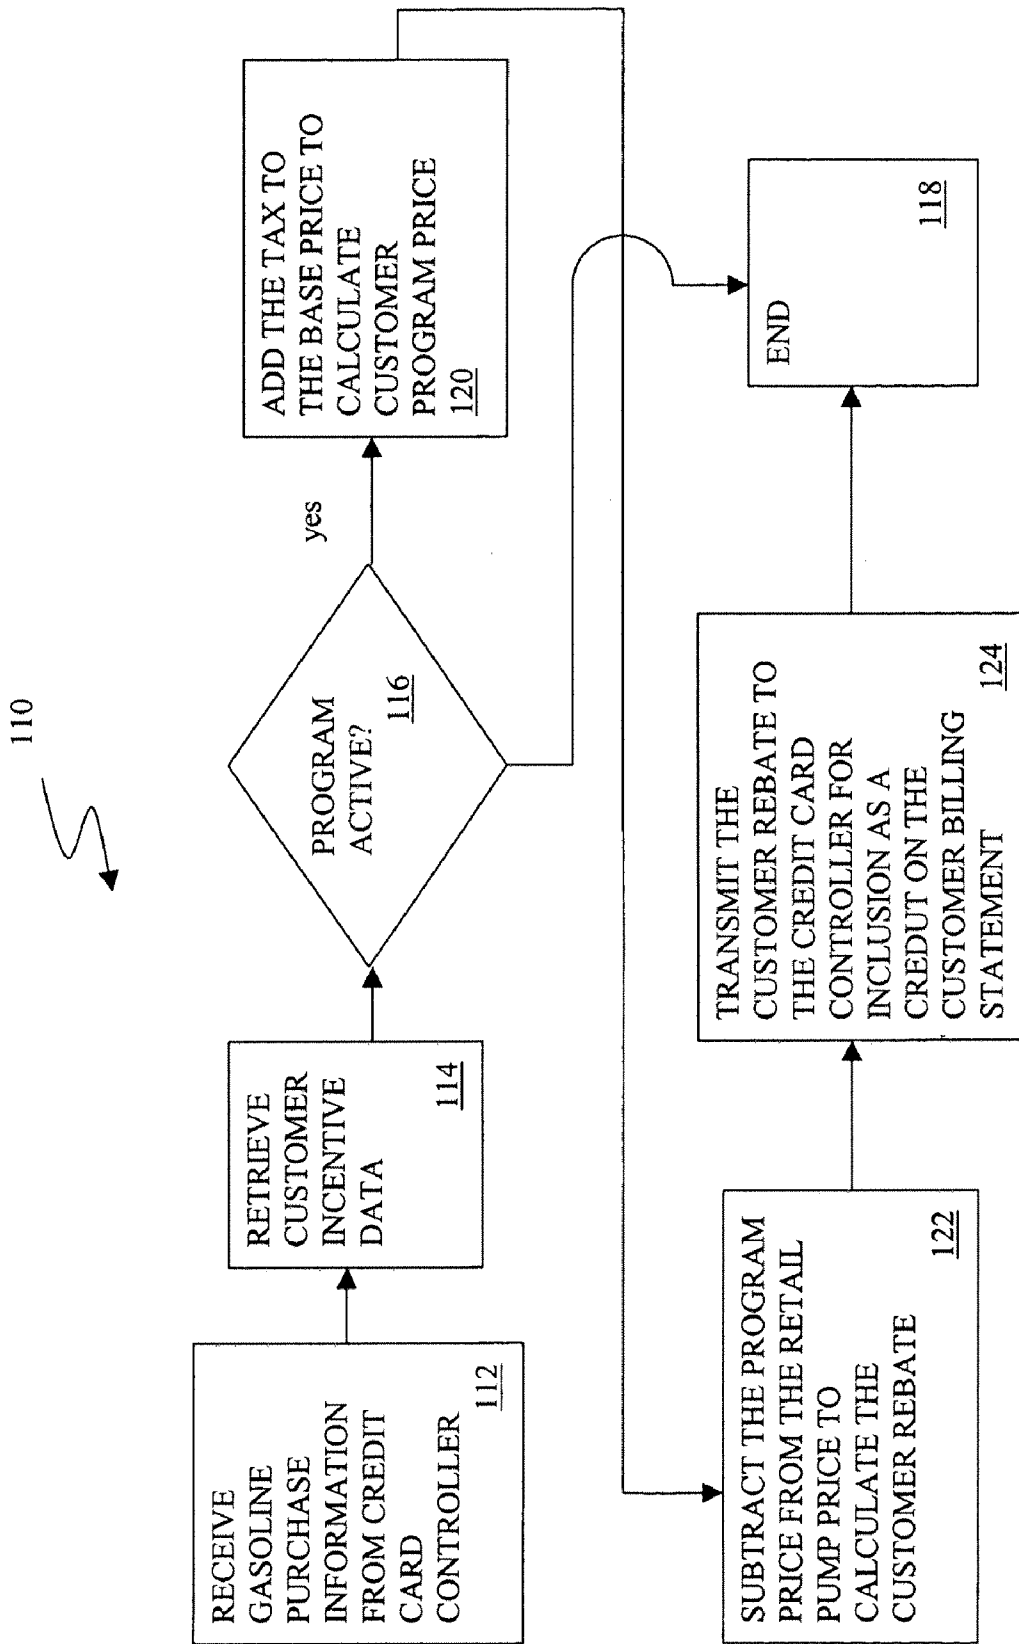 110
RECEIVE
GASOLINE
PURCHASE
INFORMATION
FROM CREDIT
CARD
CONTROLLER
112
RETRIEVE
CUSTOMER
INCENTIVE
DATA
114
PROGRAM
ACTIVE?
116
yes
ADD THE TAX TO
THE BASE PRICE TO
CALCULATE
CUSTOMER
PROGRAM PRICE
120
SUBTRACT THE PROGRAM
PRICE FROM THE RETAIL
PUMP PRICE TO
CALCULATE THE
CUSTOMER REBATE
122
TRANSMIT THE
CUSTOMER REBATE TO
THE CREDIT CARD
CONTROLLER FOR
INCLUSION AS A
CREDUT ON THE
CUSTOMER BILLING
STATEMENT
124
END
118